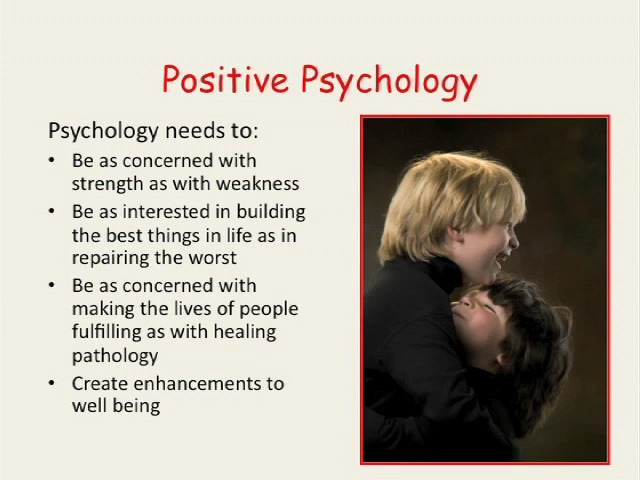 Positive Psychology
Psychology needs to:
• Be as concerned with
strength as with weakness
• Be as interested in building
the best things in life as in
repairing the worst
• Be as concerned with
making the lives of people
fulfilling as with healing
pathology
• Create enhancements to
well being